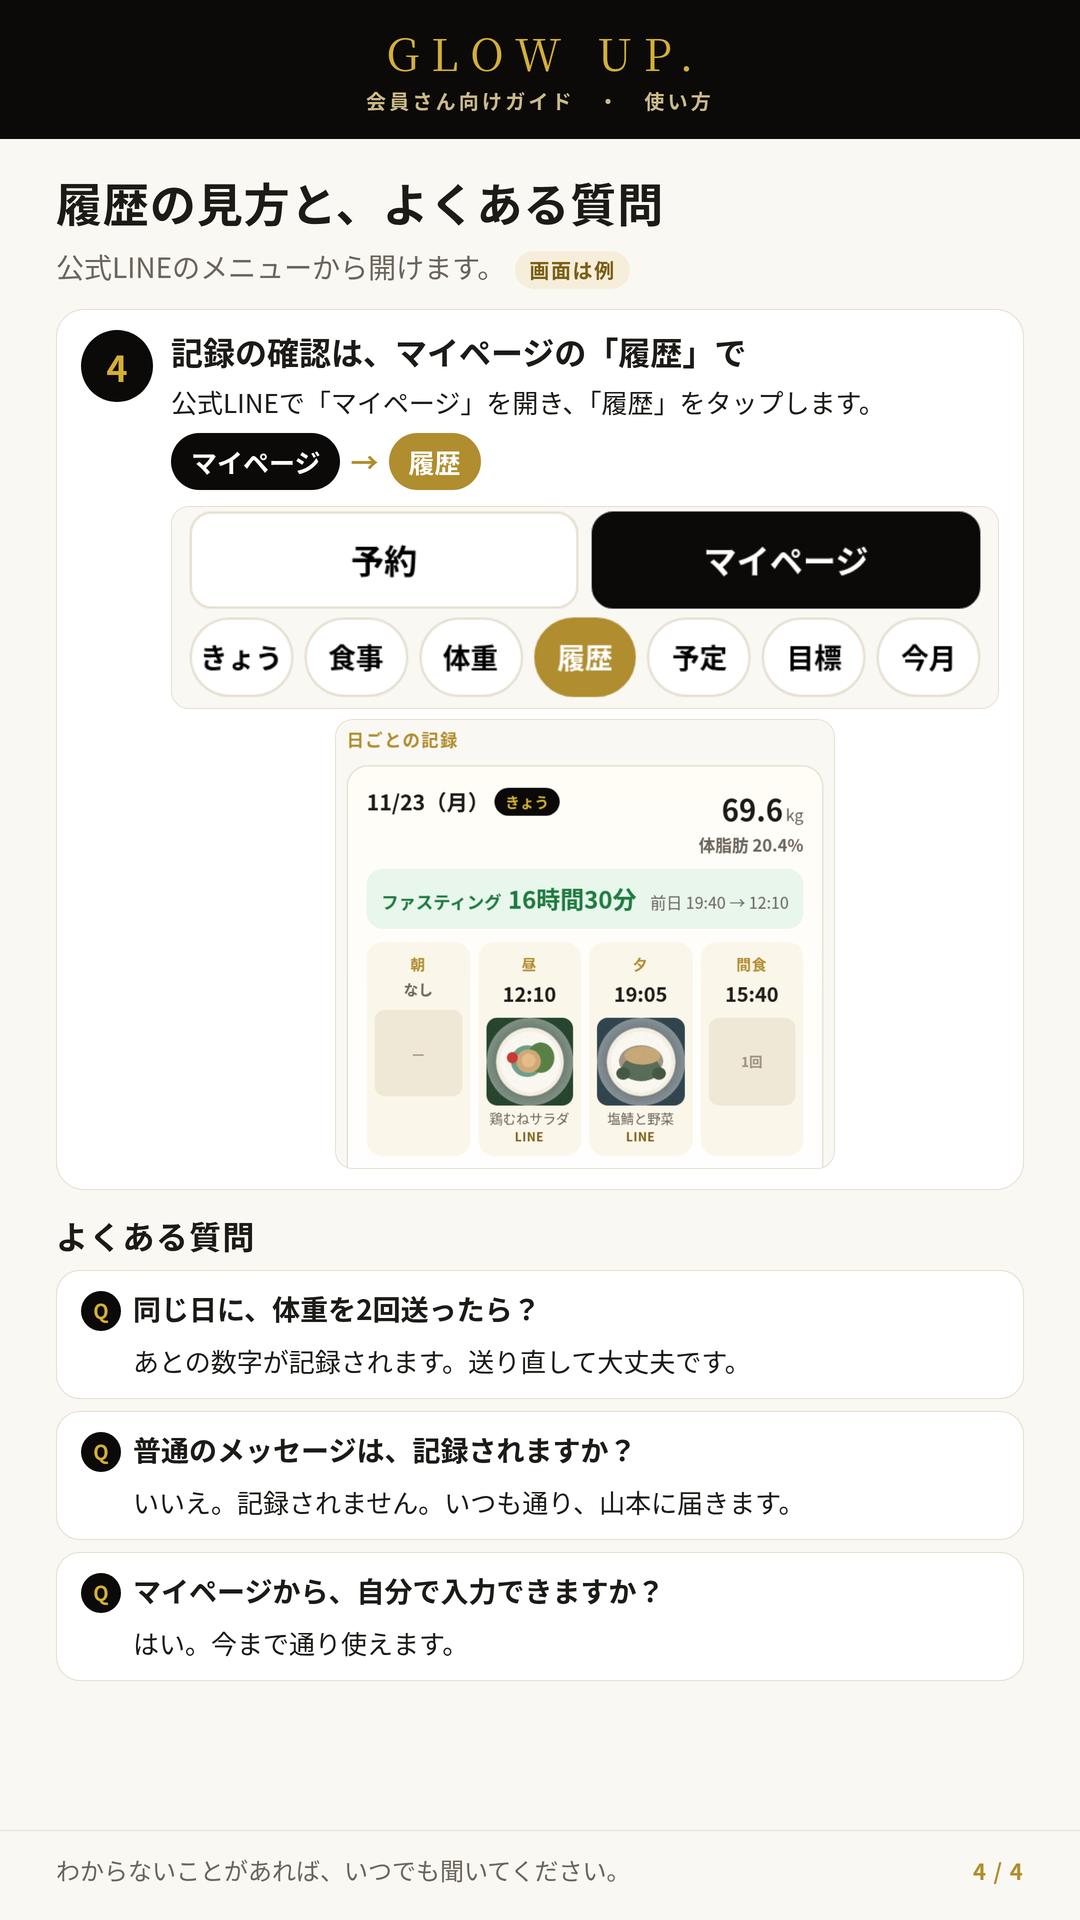 GLOW UP.
会員さん向けガイド ・ 使い方
履歴の見方と、よくある質問
公式LINEのメニューから開けます。 画面は例
4 記録の確認は、マイページの「履歴」で
公式LINEで「マイページ」を開き、「履歴」をタップします。
マイページ → 履歴
予約 マイページ
きょう 食事 体重 履歴 予定 目標 今月
日ごとの記録
11/23（月） きょう 69.6 kg
体脂肪 20.4%
ファスティング 16時間30分 前日 19:40 → 12:10
朝 昼 夕 間食
なし 12:10 19:05 15:40
— 1回
鶏むねサラダ 塩鯖と野菜
LINE LINE
よくある質問
Q 同じ日に、体重を2回送ったら？
あとの数字が記録されます。送り直して大丈夫です。
Q 普通のメッセージは、記録されますか？
いいえ。記録されません。いつも通り、山本に届きます。
Q マイページから、自分で入力できますか？
はい。今まで通り使えます。
わからないことがあれば、いつでも聞いてください。 4 / 4